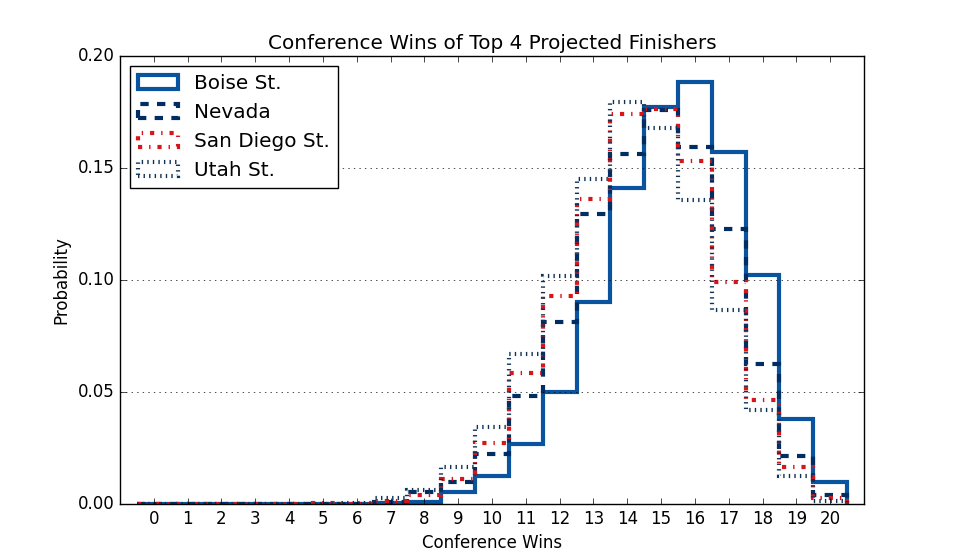 Conference Wins of Top 4 Projected Finishers
Boise St.
Nevada
San Diego St.
Utah St.
Probability
0.20
0.15
0.10
0.05
0.00
0 1 2 3 4 5 6 7 8 9 10 11 12 13 14 15 16 17 18 19 20
Conference Wins